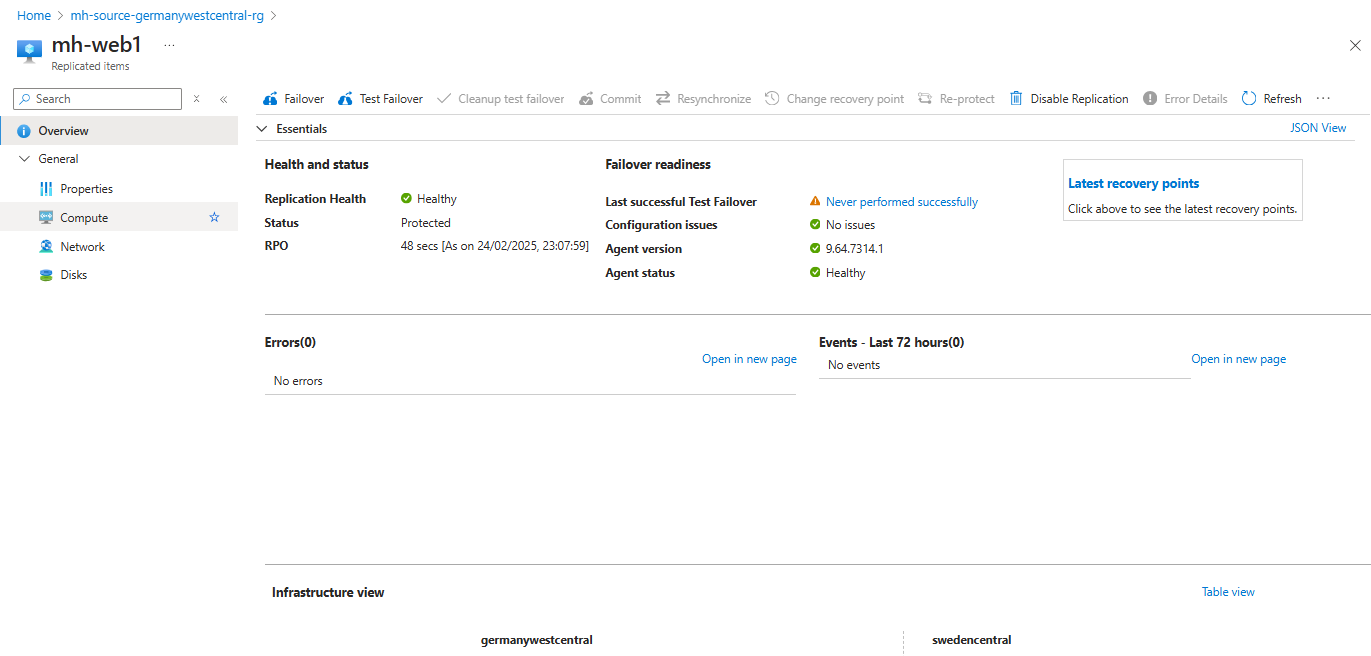 Home > mh-source-germanywestcentral-rg >
mh-web1 ...
Replicated items
Search
Overview
General
Properties
Compute
Network
Disks
Failover Test Failover Cleanup test failover Commit Resynchronize Change recovery point Re-protect Disable Replication Error Details Refresh ...
Essentials
JSON View
Health and status
Replication Health Healthy
Status Protected
RPO 48 secs [As on 24/02/2025, 23:07:59]
Failover readiness
Last successful Test Failover Never performed successfully
Configuration issues No issues
Agent version 9.64.7314.1
Agent status Healthy
Latest recovery points
Click above to see the latest recovery points.
Errors(0)
Open in new page
No errors
Events - Last 72 hours(0)
Open in new page
No events
Infrastructure view
Table view
germanywestcentral
swedencentral